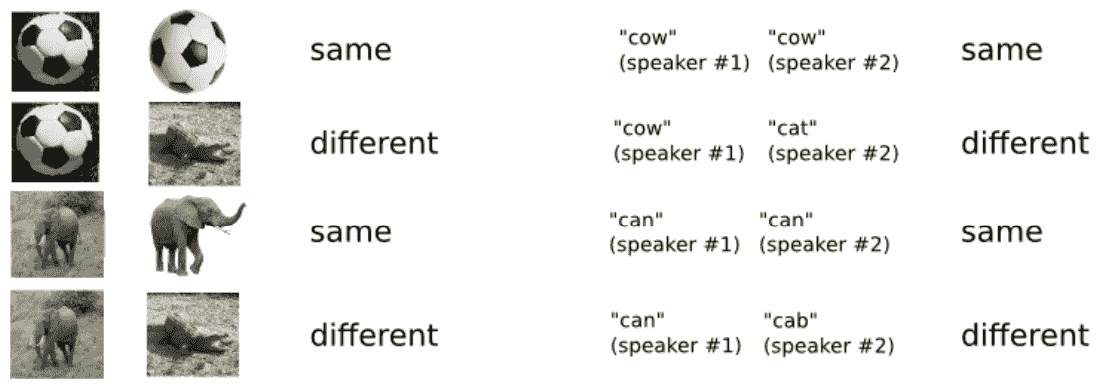 same
"cow" "cow"
(speaker #1) (speaker #2)
same
different
"cow" "cat"
(speaker #1) (speaker #2)
different
same
"can" "can"
(speaker #1) (speaker #2)
same
different
"can" "cab"
(speaker #1) (speaker #2)
different